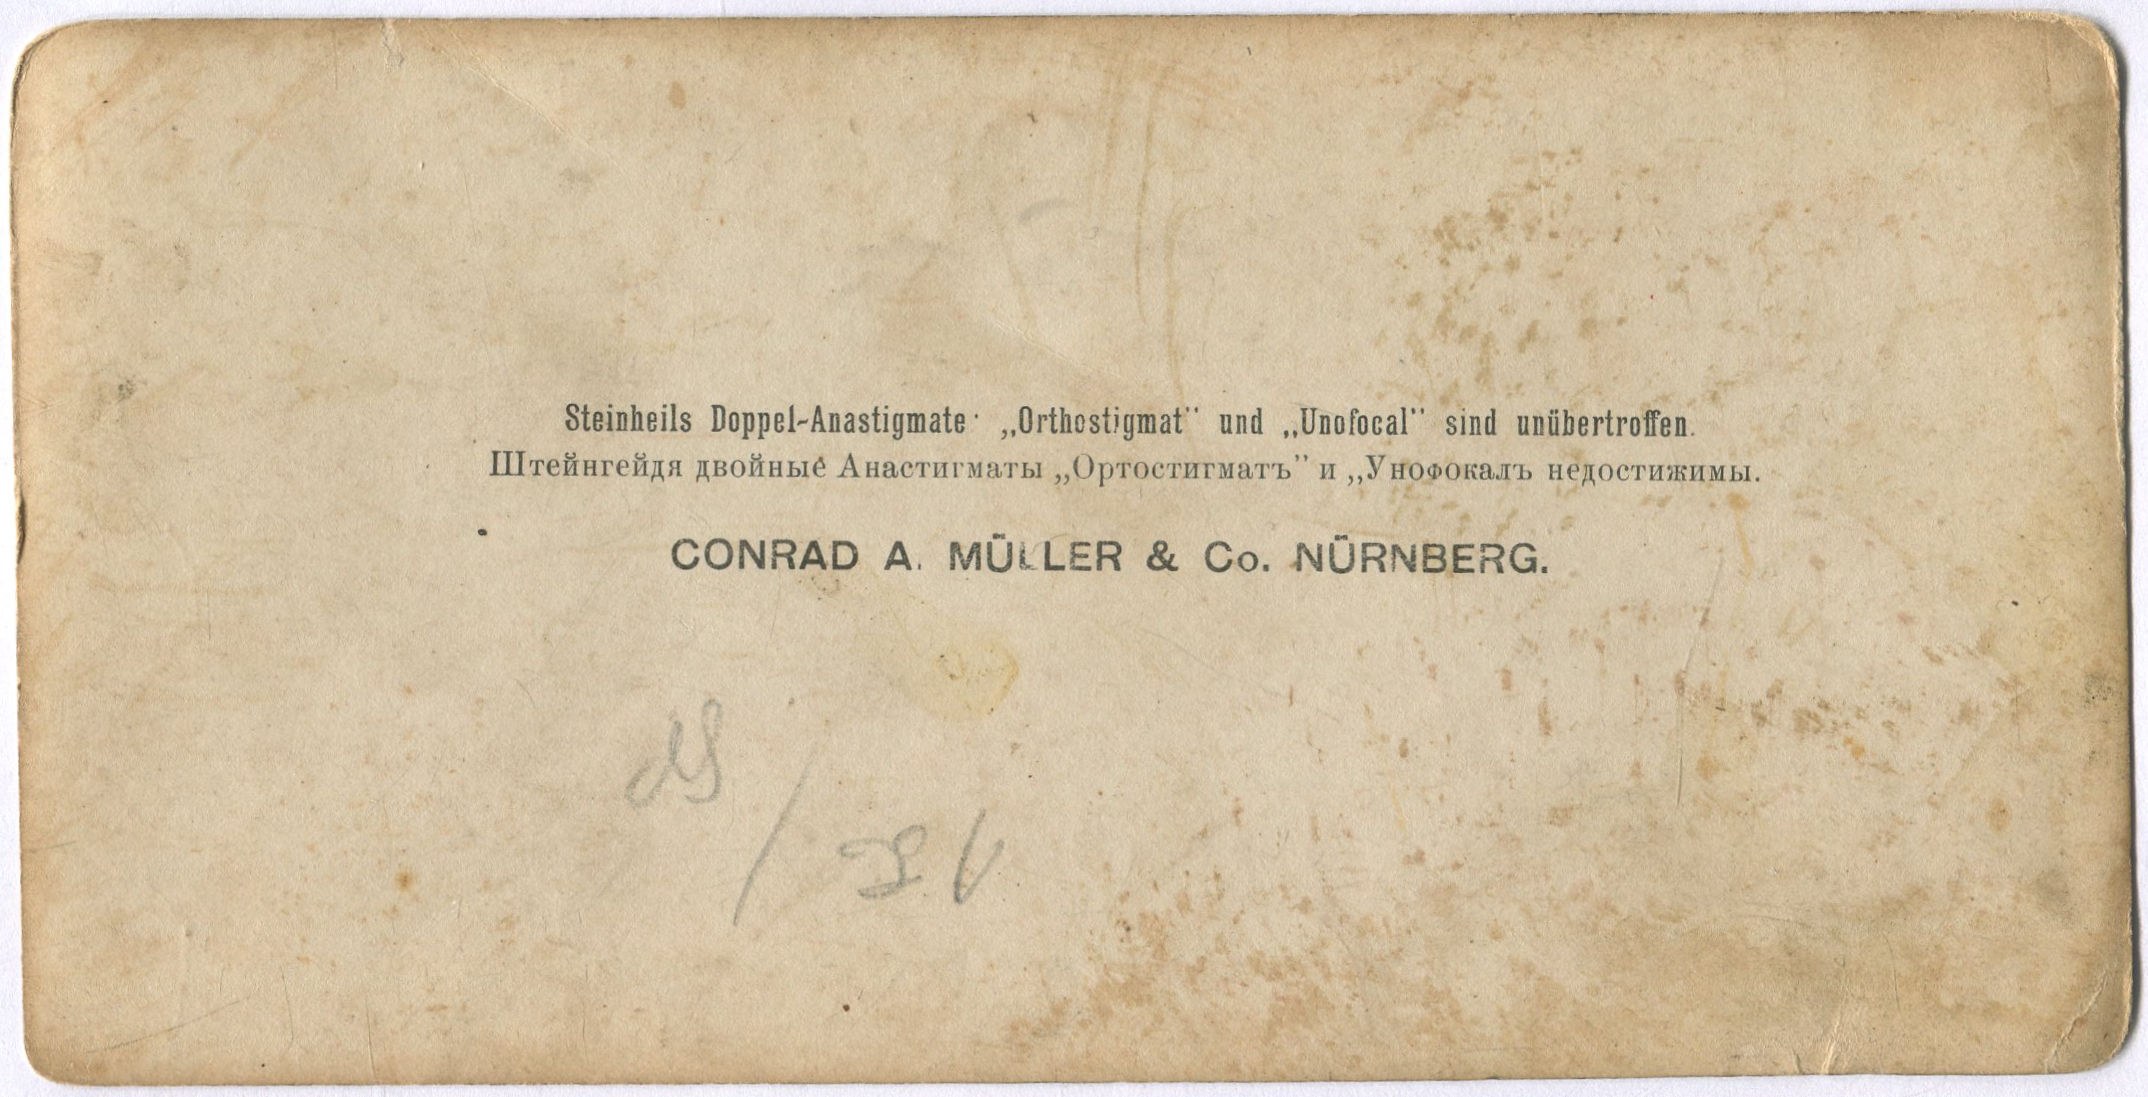 Steinheils Doppel-Anastigmate· „Orthostigmat" und „Unofocal" sind unübertroffen.
Штейнгейдя двойные Анастигматы „Ортостигматъ" и „Унофокалъ недостижимы.
CONRAD A. MÜLLER & Co. NÜRNBERG.